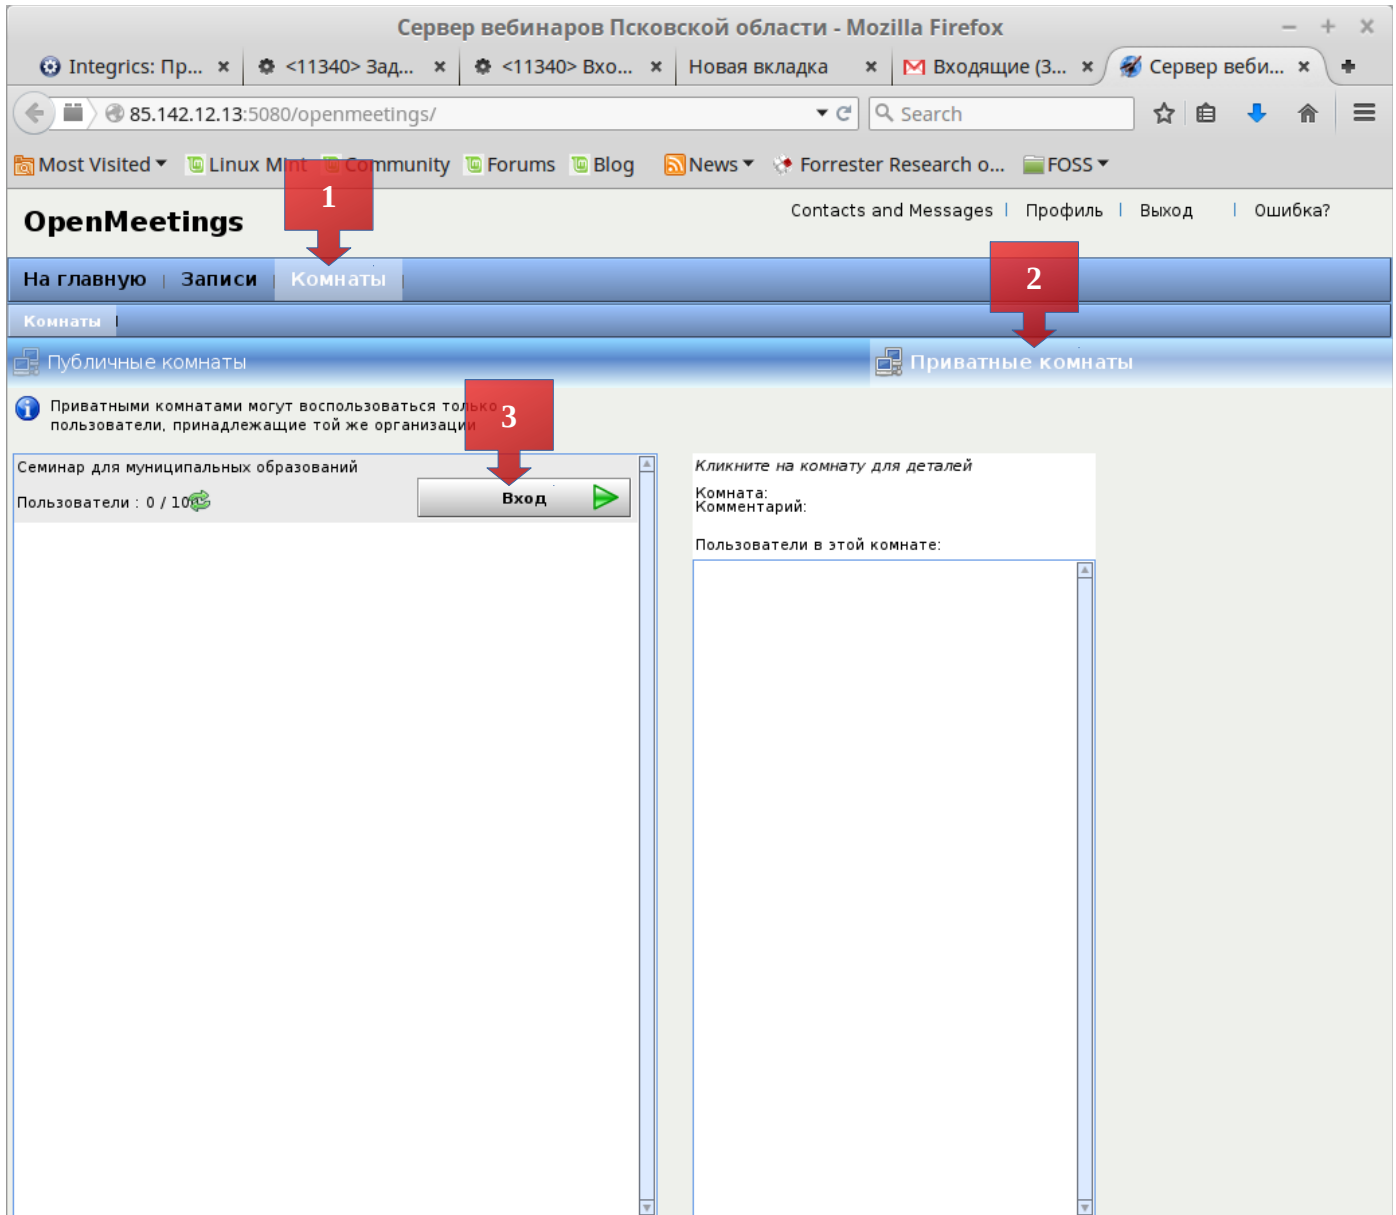 Сервер вебинаров Псковской области - Mozilla Firefox
Integrics: Пр... <11340> Зад... <11340> Вхо... Новая вкладка Входящие (3... Сервер веби...
85.142.12.13:5080/openmeetings/ Search
Most Visited Linux Mint Community Forums Blog News Forrester Research o... FOSS
1
OpenMeetings
Contacts and Messages | Профиль | Выход | Ошибка?
2
На главную | Записи | Комнаты |
Комнаты
Публичные комнаты Приватные комнаты
Приватными комнатами могут воспользоваться только
пользователи, принадлежащие той же организации
3
Семинар для муниципальных образований
Пользователи : 0 /
Вход
Кликните на комнату для деталей
Комната:
Комментарий:
Пользователи в этой комнате: